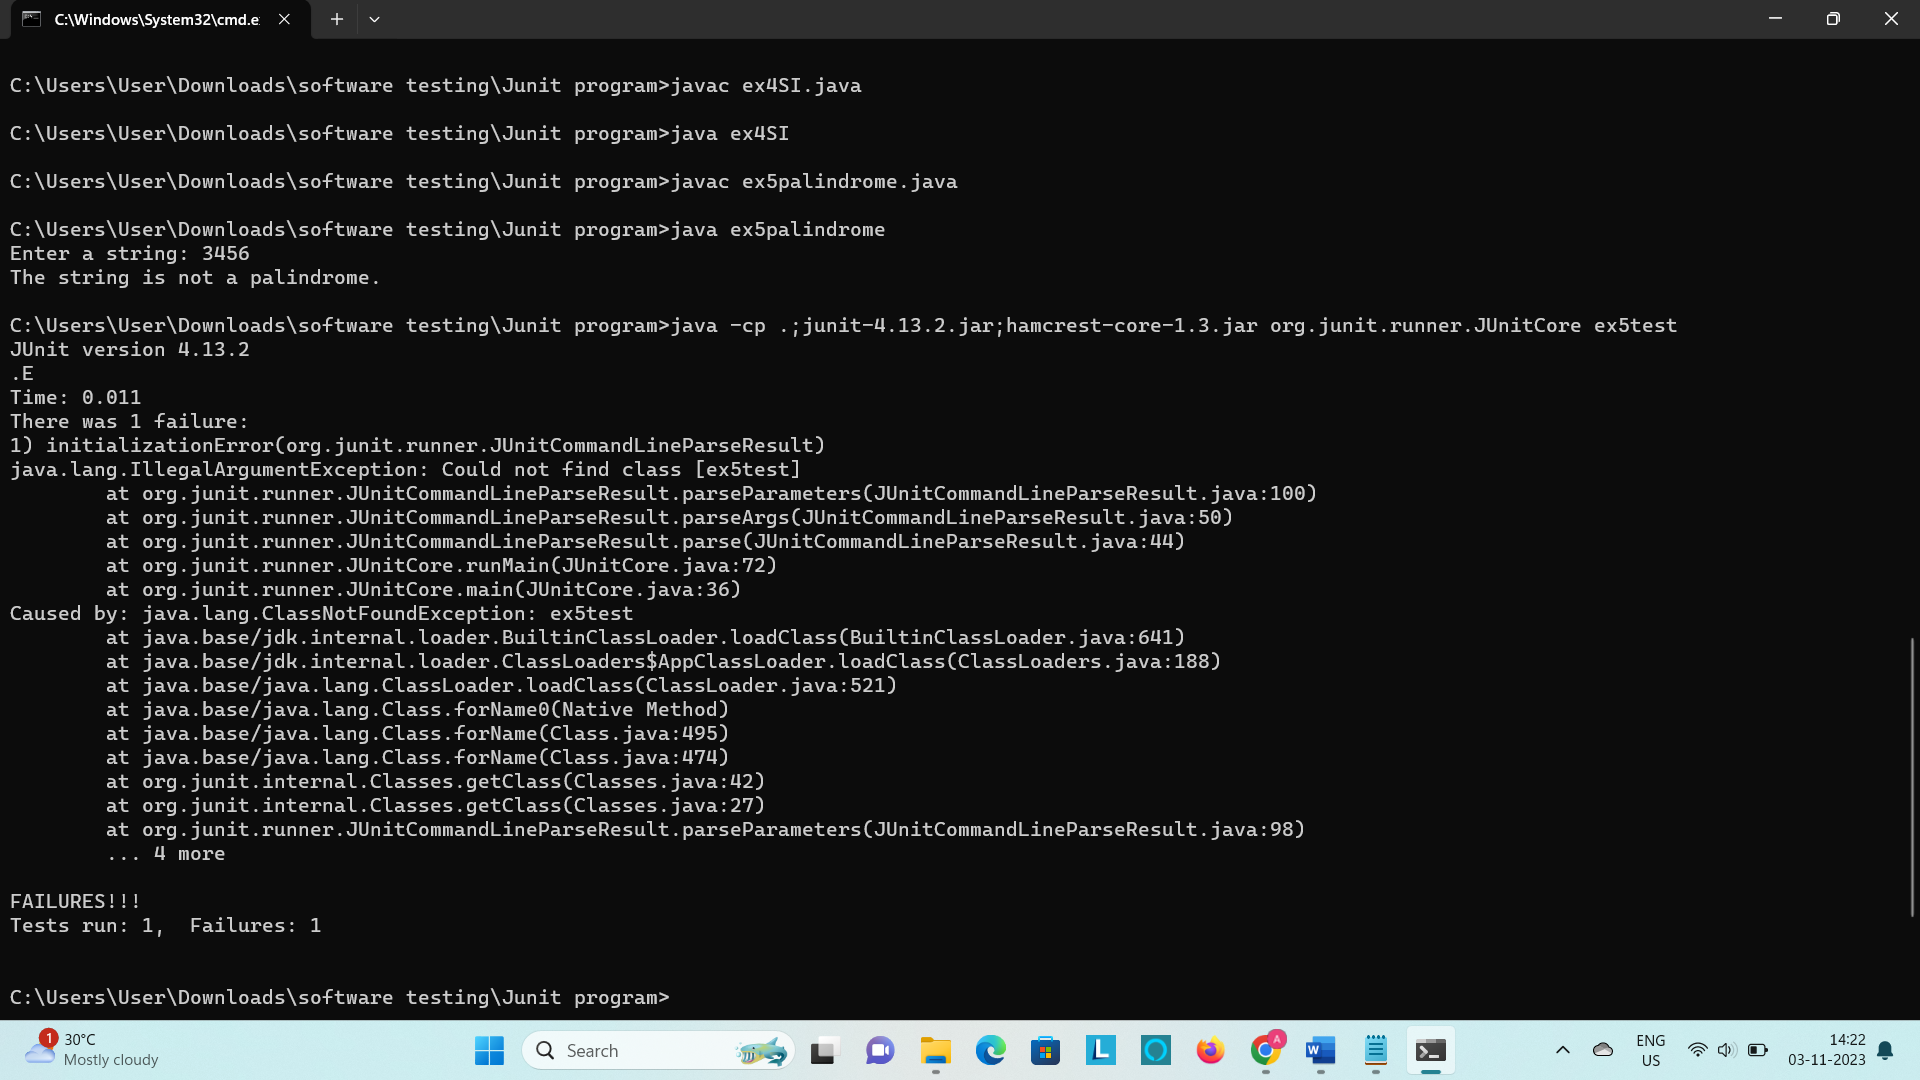 C:\Windows\System32\cmd.e
C:\Users\User\Downloads\software testing\Junit program>javac ex4SI.java
C:\Users\User\Downloads\software testing\Junit program>java ex4SI
C:\Users\User\Downloads\software testing\Junit program>javac ex5palindrome.java
C:\Users\User\Downloads\software testing\Junit program>java ex5palindrome
Enter a string: 3456
The string is not a palindrome.
C:\Users\User\Downloads\software testing\Junit program>java -cp .;junit-4.13.2.jar;hamcrest-core-1.3.jar org.junit.runner.JUnitCore ex5test
JUnit version 4.13.2
.E
Time: 0.011
There was 1 failure:
1) initializationError(org.junit.runner.JUnitCommandLineParseResult)
java.lang.IllegalArgumentException: Could not find class [ex5test]
        at org.junit.runner.JUnitCommandLineParseResult.parseParameters(JUnitCommandLineParseResult.java:100)
        at org.junit.runner.JUnitCommandLineParseResult.parseArgs(JUnitCommandLineParseResult.java:50)
        at org.junit.runner.JUnitCommandLineParseResult.parse(JUnitCommandLineParseResult.java:44)
        at org.junit.runner.JUnitCore.runMain(JUnitCore.java:72)
        at org.junit.runner.JUnitCore.main(JUnitCore.java:36)
Caused by: java.lang.ClassNotFoundException: ex5test
        at java.base/jdk.internal.loader.BuiltinClassLoader.loadClass(BuiltinClassLoader.java:641)
        at java.base/jdk.internal.loader.ClassLoaders$AppClassLoader.loadClass(ClassLoaders.java:188)
        at java.base/java.lang.ClassLoader.loadClass(ClassLoader.java:521)
        at java.base/java.lang.Class.forName0(Native Method)
        at java.base/java.lang.Class.forName(Class.java:495)
        at java.base/java.lang.Class.forName(Class.java:474)
        at org.junit.internal.Classes.getClass(Classes.java:42)
        at org.junit.internal.Classes.getClass(Classes.java:27)
        at org.junit.runner.JUnitCommandLineParseResult.parseParameters(JUnitCommandLineParseResult.java:98)
        ... 4 more
FAILURES!!!
Tests run: 1,  Failures: 1
C:\Users\User\Downloads\software testing\Junit program>
1
30°C
Mostly cloudy
Search
L
A
W
ENG
US
14:22
03-11-2023